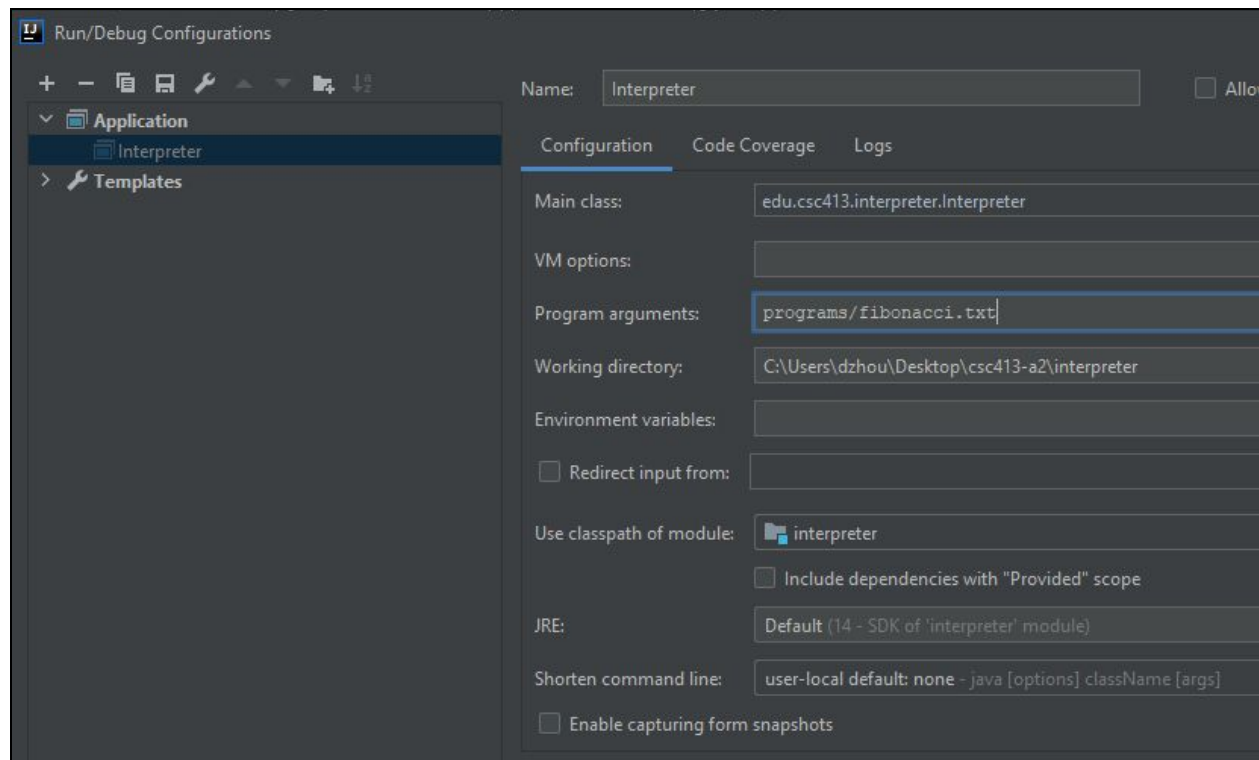 IJ Run/Debug Configurations
Application
Interpreter
Templates
Name: Interpreter
Configuration Code Coverage Logs
Main class: edu.csc413.interpreter.Interpreter
VM options:
Program arguments: programs/fibonacci.txt
Working directory: C:\Users\dzhou\Desktop\csc413-a2\interpreter
Environment variables:
Redirect input from:
Use classpath of module: interpreter
Include dependencies with "Provided" scope
JRE: Default (14 - SDK of 'interpreter' module)
Shorten command line: user-local default: none - java [options] className [args]
Enable capturing form snapshots